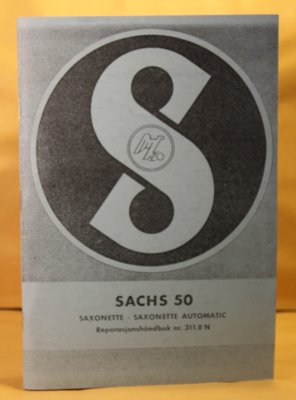 S
SACHS 50
SAXONETTE - SAXONETTE AUTOMATIC
Reparasjonshåndbok nr. 311.8 N